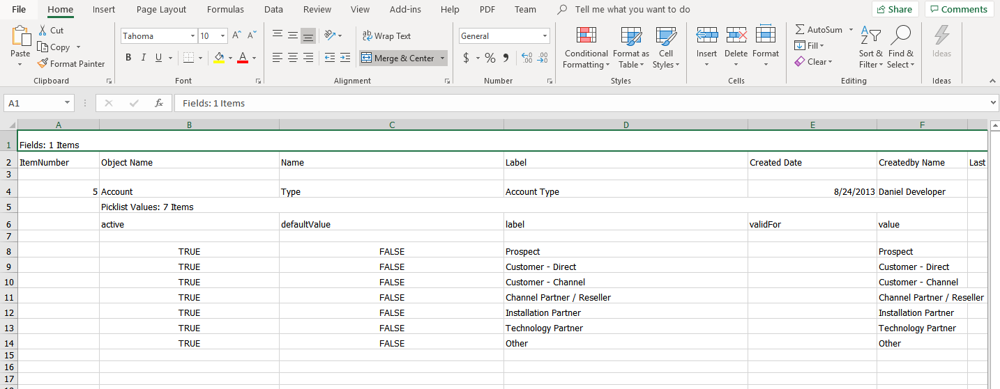 File Home Insert Page Layout Formulas Data Review View Add-ins Help PDF Team Tell me what you want to do Share Comments
Cut
Copy
Format Painter
Paste
Clipboard
Tahoma 10 A A
B I U A
Font
ab Wrap Text
Merge & Center
Alignment
General
$ % , .0 .00 .00 .0
Number
Conditional Formatting
Format as Table
Cell Styles
Styles
Insert Delete Format
Cells
AutoSum
Fill
Clear
Sort & Filter
Find & Select
Editing
Ideas
Ideas
A1 fx Fields: 1 Items
A B C D E F
1 Fields: 1 Items
2 ItemNumber Object Name Name Label Created Date Createdby Name Last
3
4 5 Account Type Account Type 8/24/2013 Daniel Developer
5 Picklist Values: 7 Items
6 active defaultValue label validFor value
7
8 TRUE FALSE Prospect Prospect
9 TRUE FALSE Customer - Direct Customer - Direct
10 TRUE FALSE Customer - Channel Customer - Channel
11 TRUE FALSE Channel Partner / Reseller Channel Partner / Reseller
12 TRUE FALSE Installation Partner Installation Partner
13 TRUE FALSE Technology Partner Technology Partner
14 TRUE FALSE Other Other
15
16
17